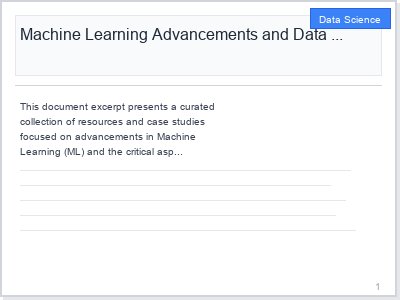 Data Science
Machine Learning Advancements and Data ...
This document excerpt presents a curated
collection of resources and case studies
focused on advancements in Machine
Learning (ML) and the critical asp...
1